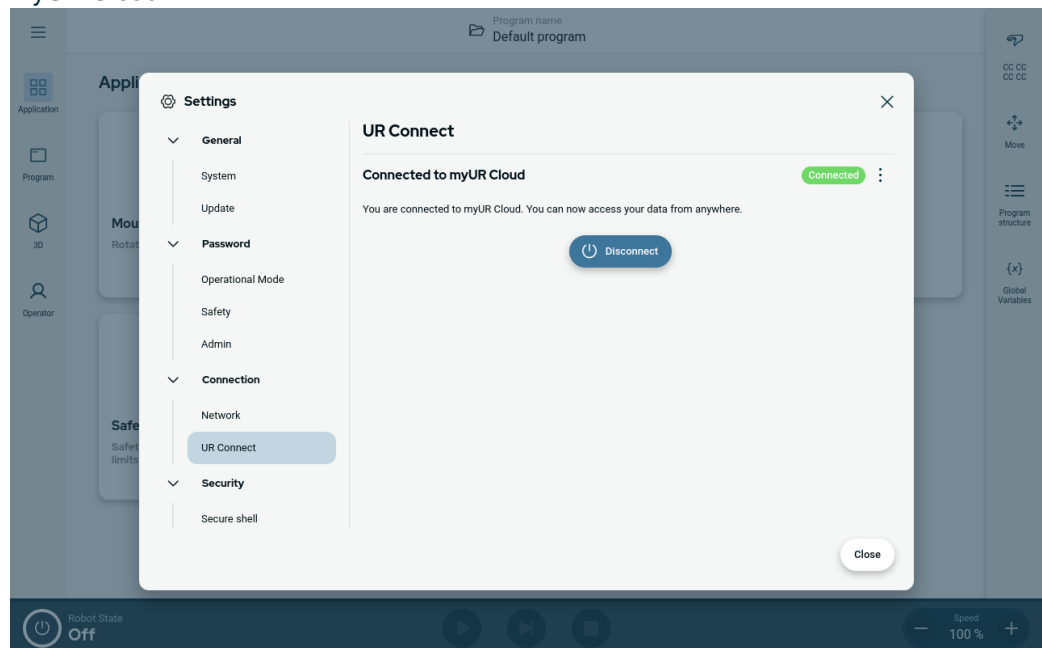 Program name
Default program
Application
Program
3D
Operator
Appli
Mou
Rotat
Safe
Safet
limits
Settings
General
System
Update
Password
Operational Mode
Safety
Admin
Connection
Network
UR Connect
Security
Secure shell
UR Connect
Connected to myUR Cloud
Connected
You are connected to myUR Cloud. You can now access your data from anywhere.
Disconnect
Close
CC CC
CC CC
Move
Program
structure
{x}
Global
Variables
Robot State
Off
Speed
100 %